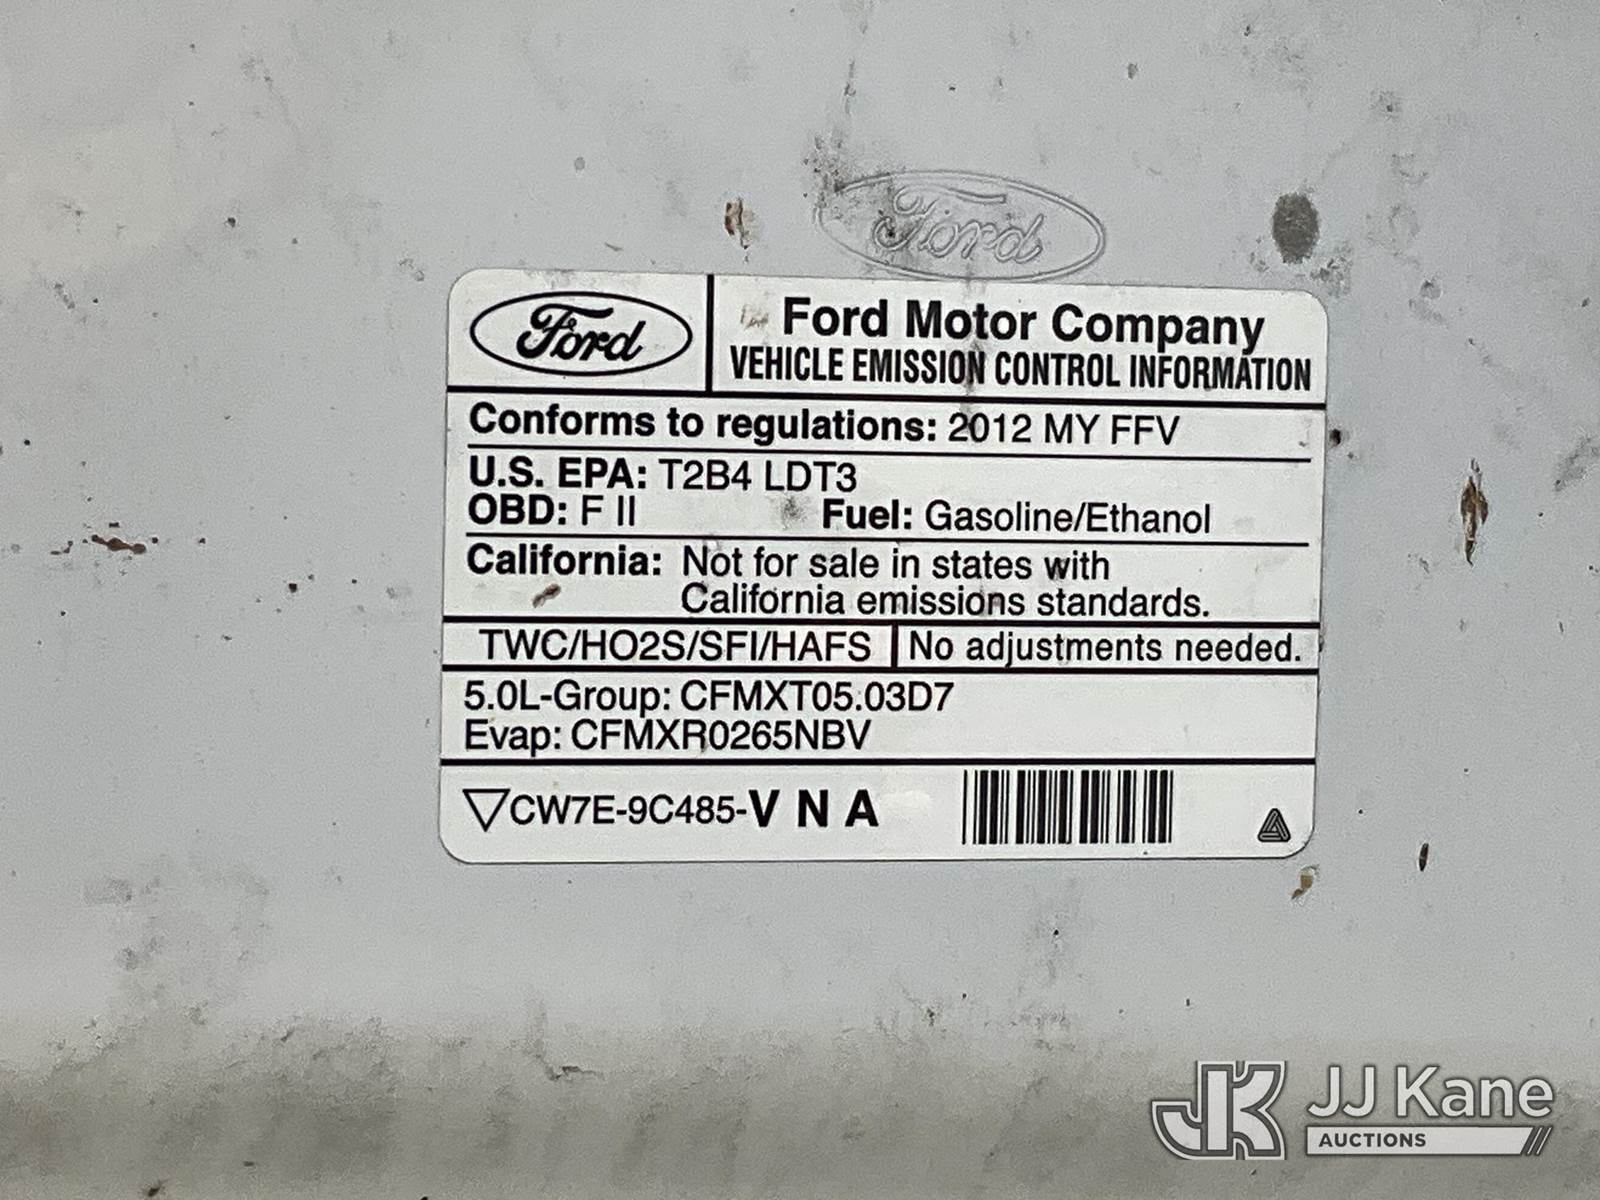 Ford
Ford
Ford Motor Company
VEHICLE EMISSION CONTROL INFORMATION
Conforms to regulations: 2012 MY FFV
U.S. EPA: T2B4 LDT3
OBD: F II Fuel: Gasoline/Ethanol
California: Not for sale in states with
California emissions standards.
TWC/HO2S/SFI/HAFS No adjustments needed.
5.0L-Group: CFMXT05.03D7
Evap: CFMXR0265NBV
CW7E-9C485-V N A
JK JJ Kane
AUCTIONS